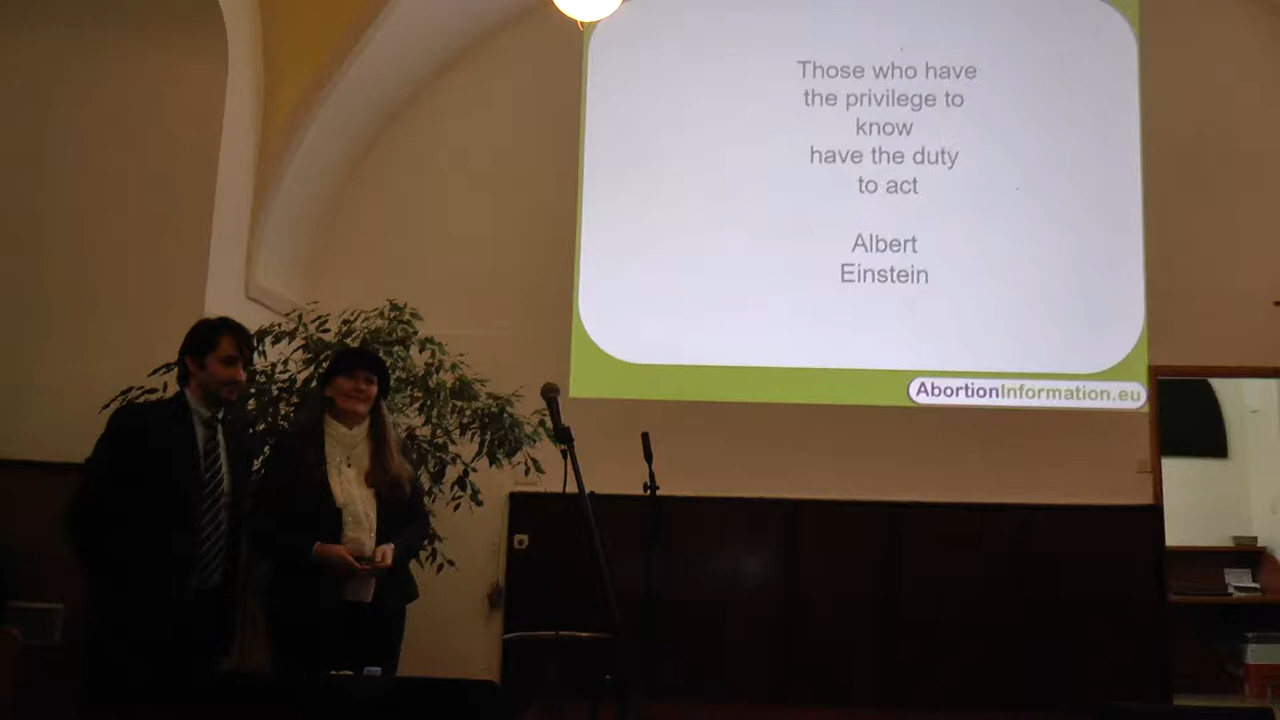 Those who have
the privilege to
know
have the duty
to act
Albert
Einstein
AbortionInformation.eu